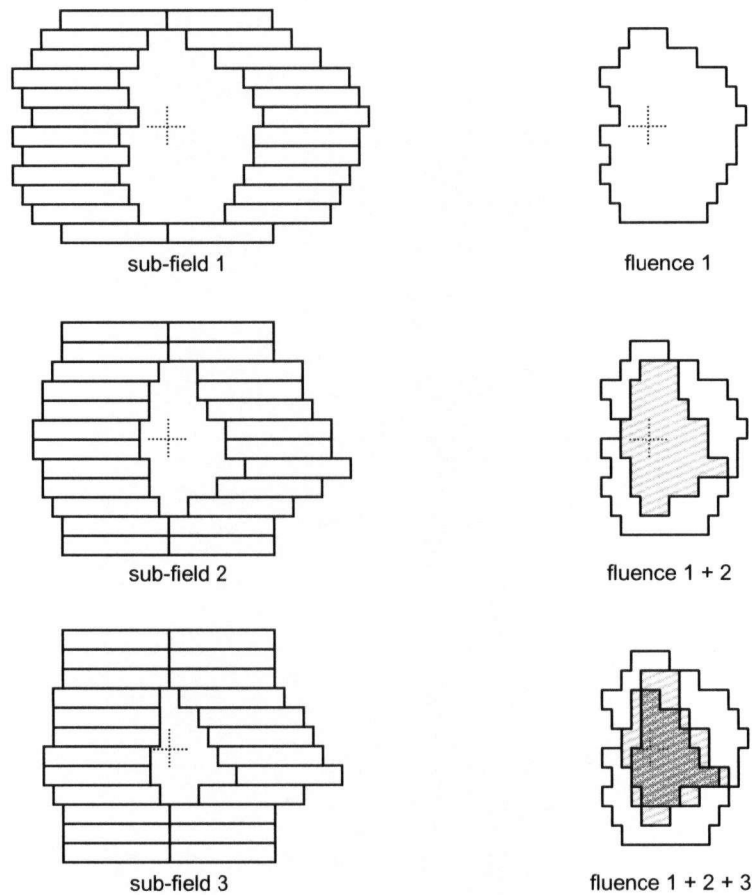 sub-field 1
fluence 1
sub-field 2
fluence 1 + 2
sub-field 3
fluence 1 + 2 + 3